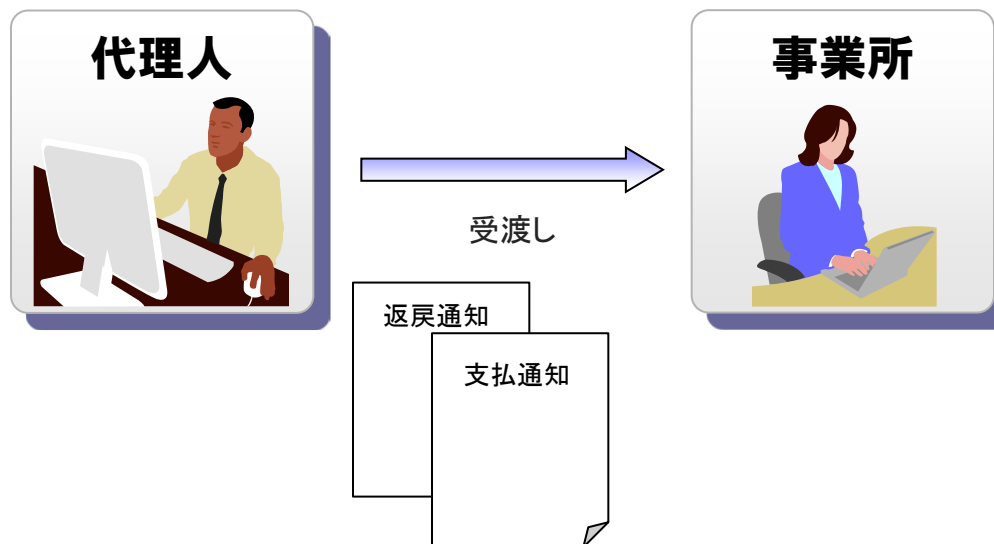 代理人
事業所
受渡し
返戻通知
支払通知